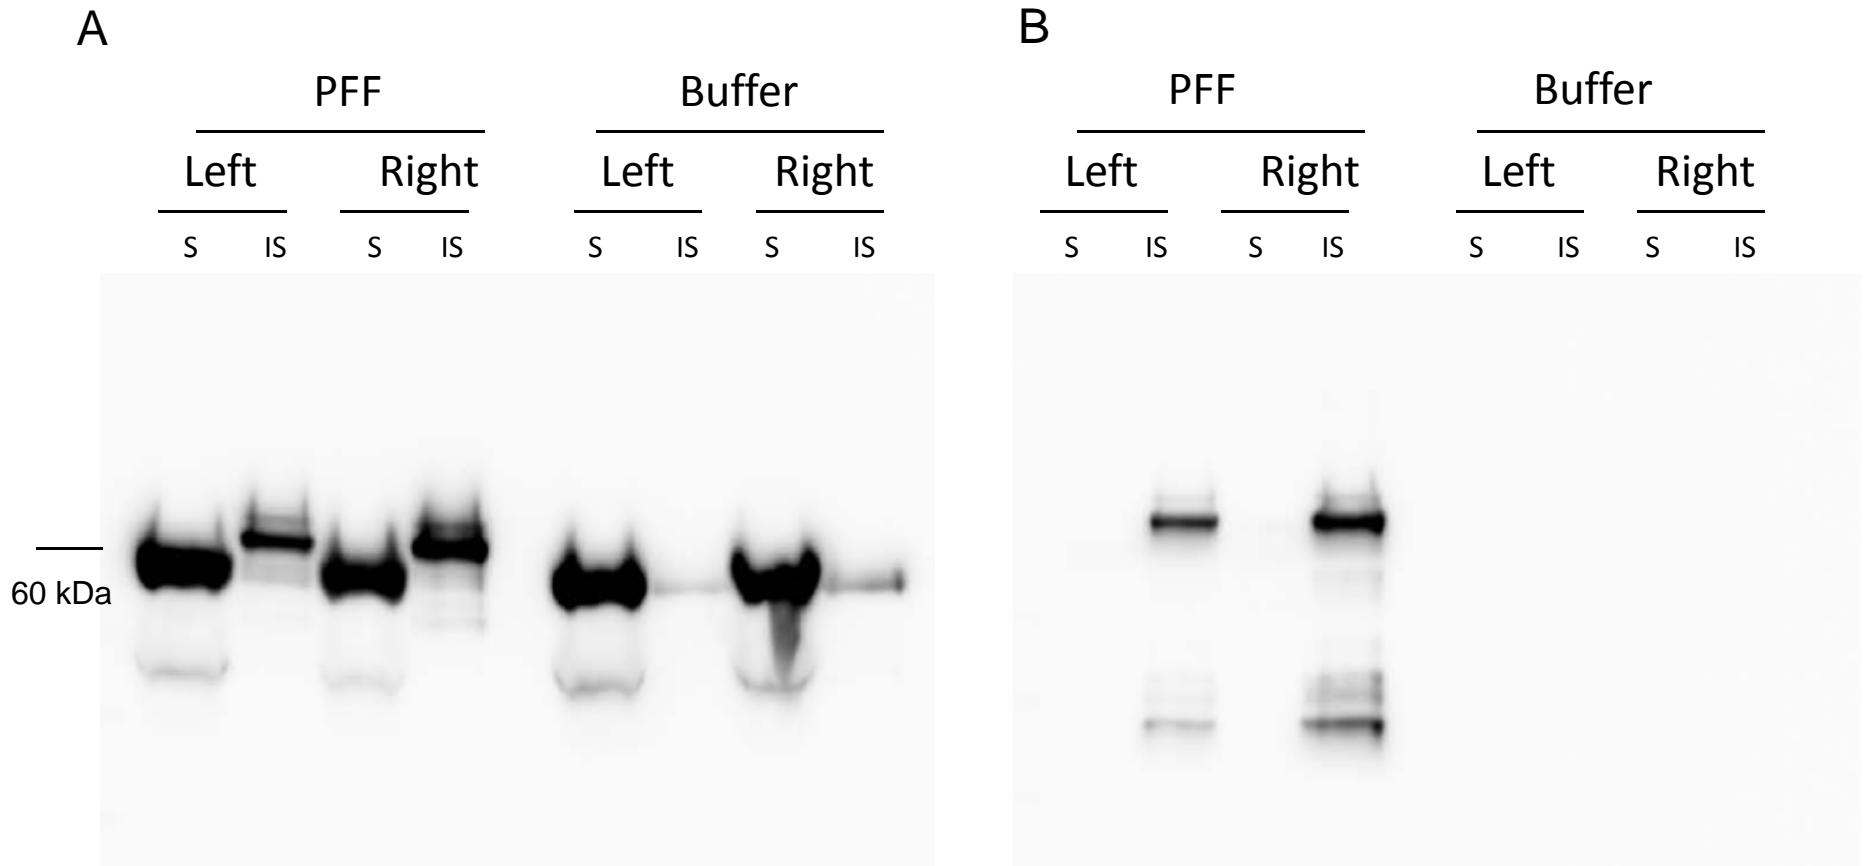 A
B
PFF Buffer
PFF Buffer
Left Right Left Right
Left Right Left Right
S IS S IS S IS S IS
S IS S IS S IS S IS
60 kDa